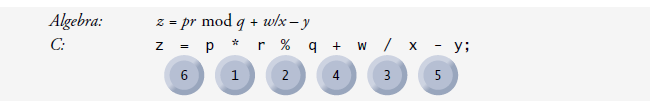 Algebra: z = pr mod q + w/x – y
C: z = p * r % q + w / x - y;
6 1 2 4 3 5